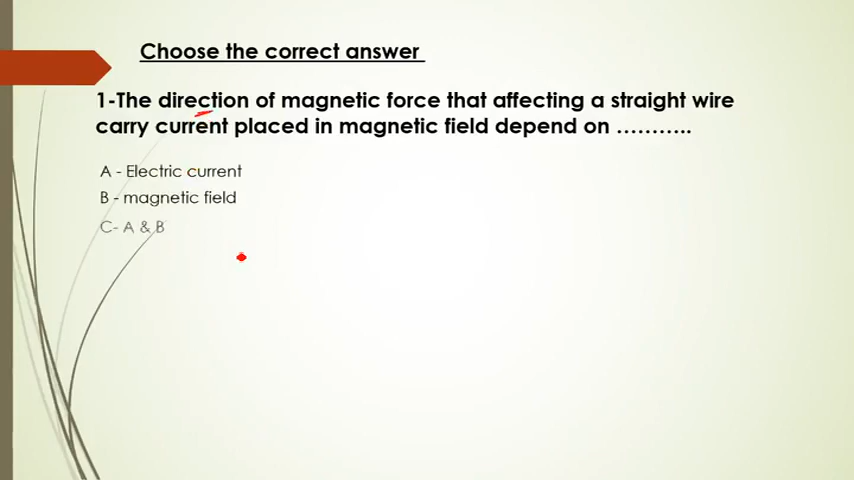 Choose the correct answer
1-The direction of magnetic force that affecting a straight wire
carry current placed in magnetic field depend on ………..
A - Electric current
B - magnetic field
C- A & B